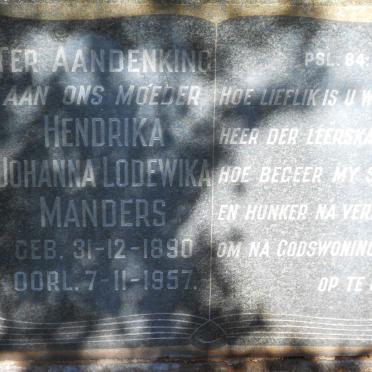 TER AANDENKING
AAN ONS MOEDER
HENDRIKA
JOHANNA LODEWIKA
MANDERS
GEB. 31-12-1890
OORL. 7-11-1957.
PSL. 84:
HOE LIEFLIK IS U W
HEER DER LEERSKA
HOE BEGEER MY S
EN HUNKER NA VER
OM NA GODSWONING
OP TE